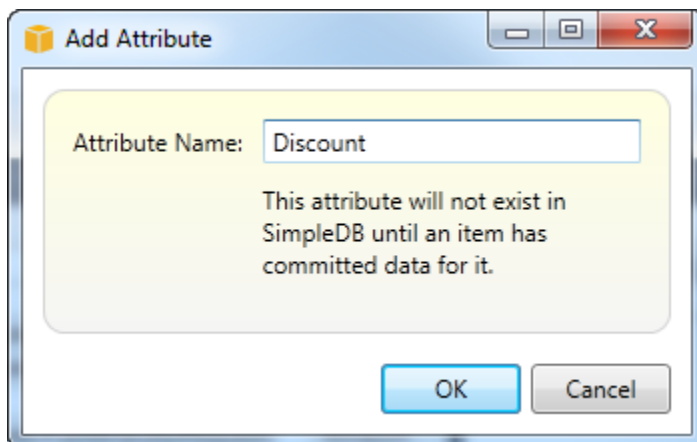 Add Attribute
Attribute Name: Discount
This attribute will not exist in
SimpleDB until an item has
committed data for it.
OK Cancel